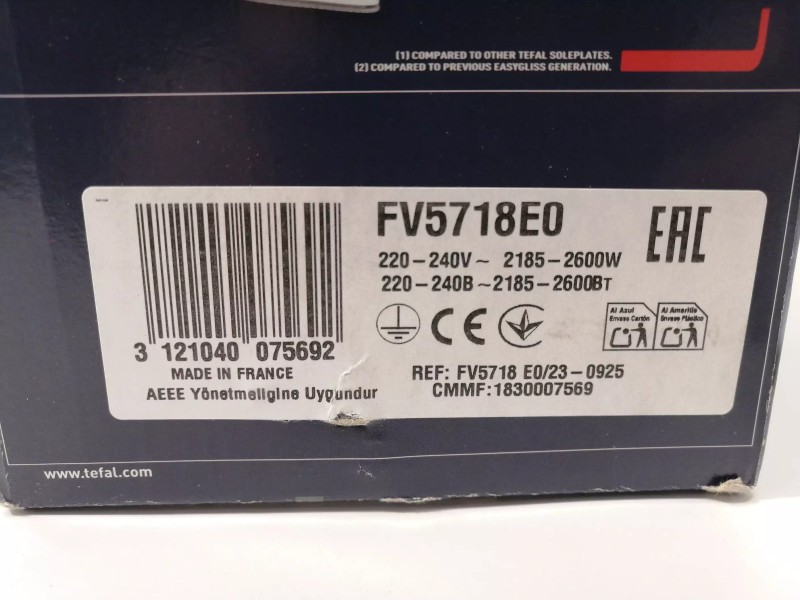 (1) COMPARED TO OTHER TEFAL SOLEPLATES.
(2) COMPARED TO PREVIOUS EASYGLISS GENERATION.
FV5718E0
EAC
220-240V~ 2185-2600W
220-240В~2185-2600Вт
CE
Al Azul
Envase Cartón
Al Amarillo
Envase Plástico
3 121040 075692
MADE IN FRANCE
AEEE Yönetmeligine Uygundur
REF: FV5718 E0/23-0925
CMMF:1830007569
www.tefal.com